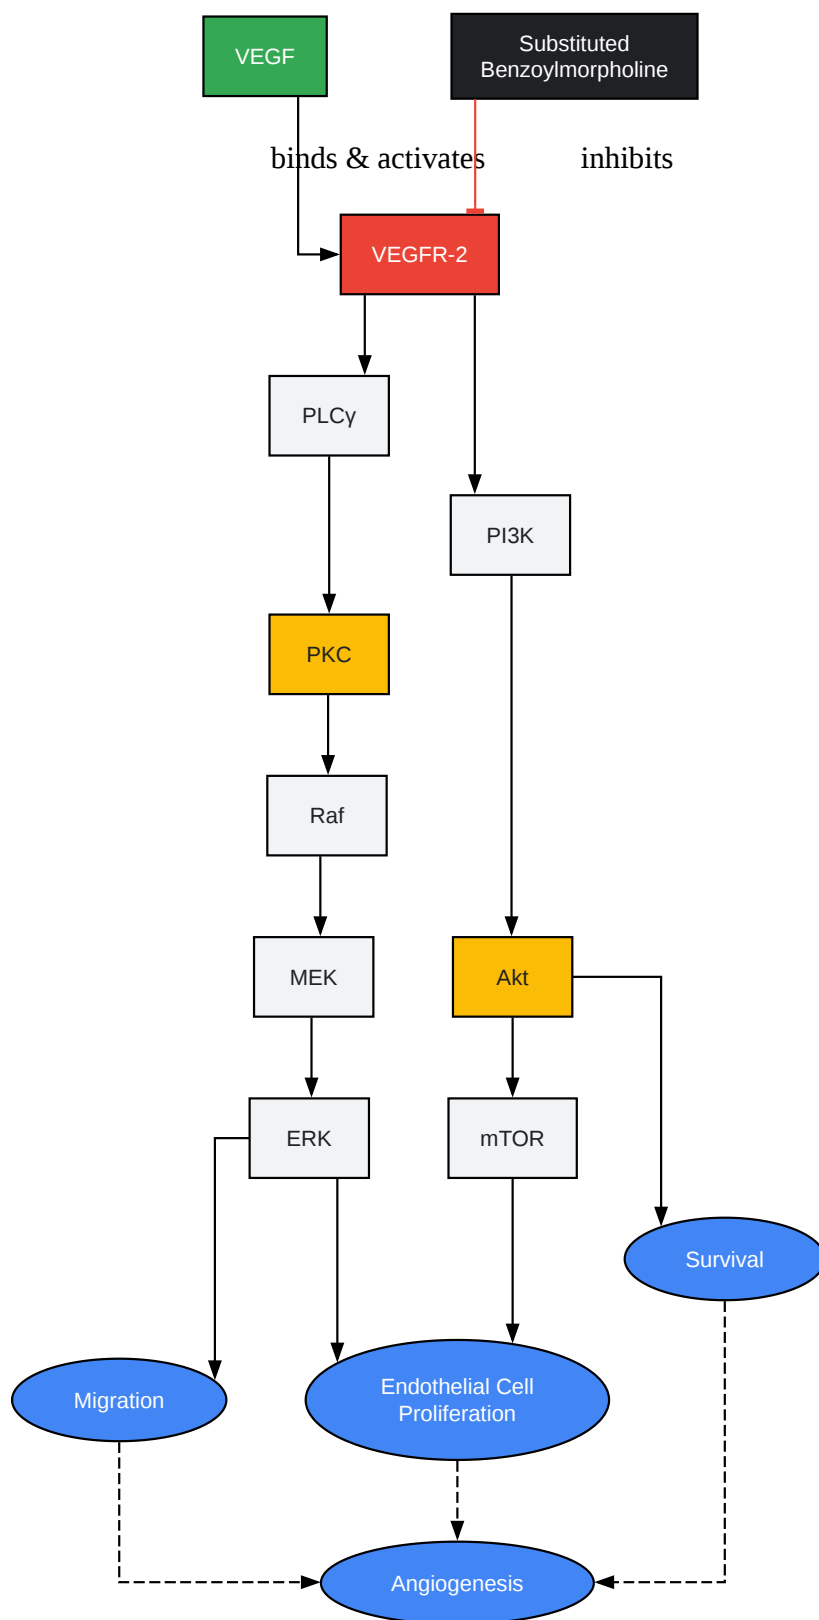 VEGF
Substituted
Benzoylmorpholine
binds & activates
inhibits
VEGFR-2
PLCγ
PI3K
PKC
Raf
MEK
Akt
ERK
mTOR
Survival
Migration
Endothelial Cell
Proliferation
Angiogenesis